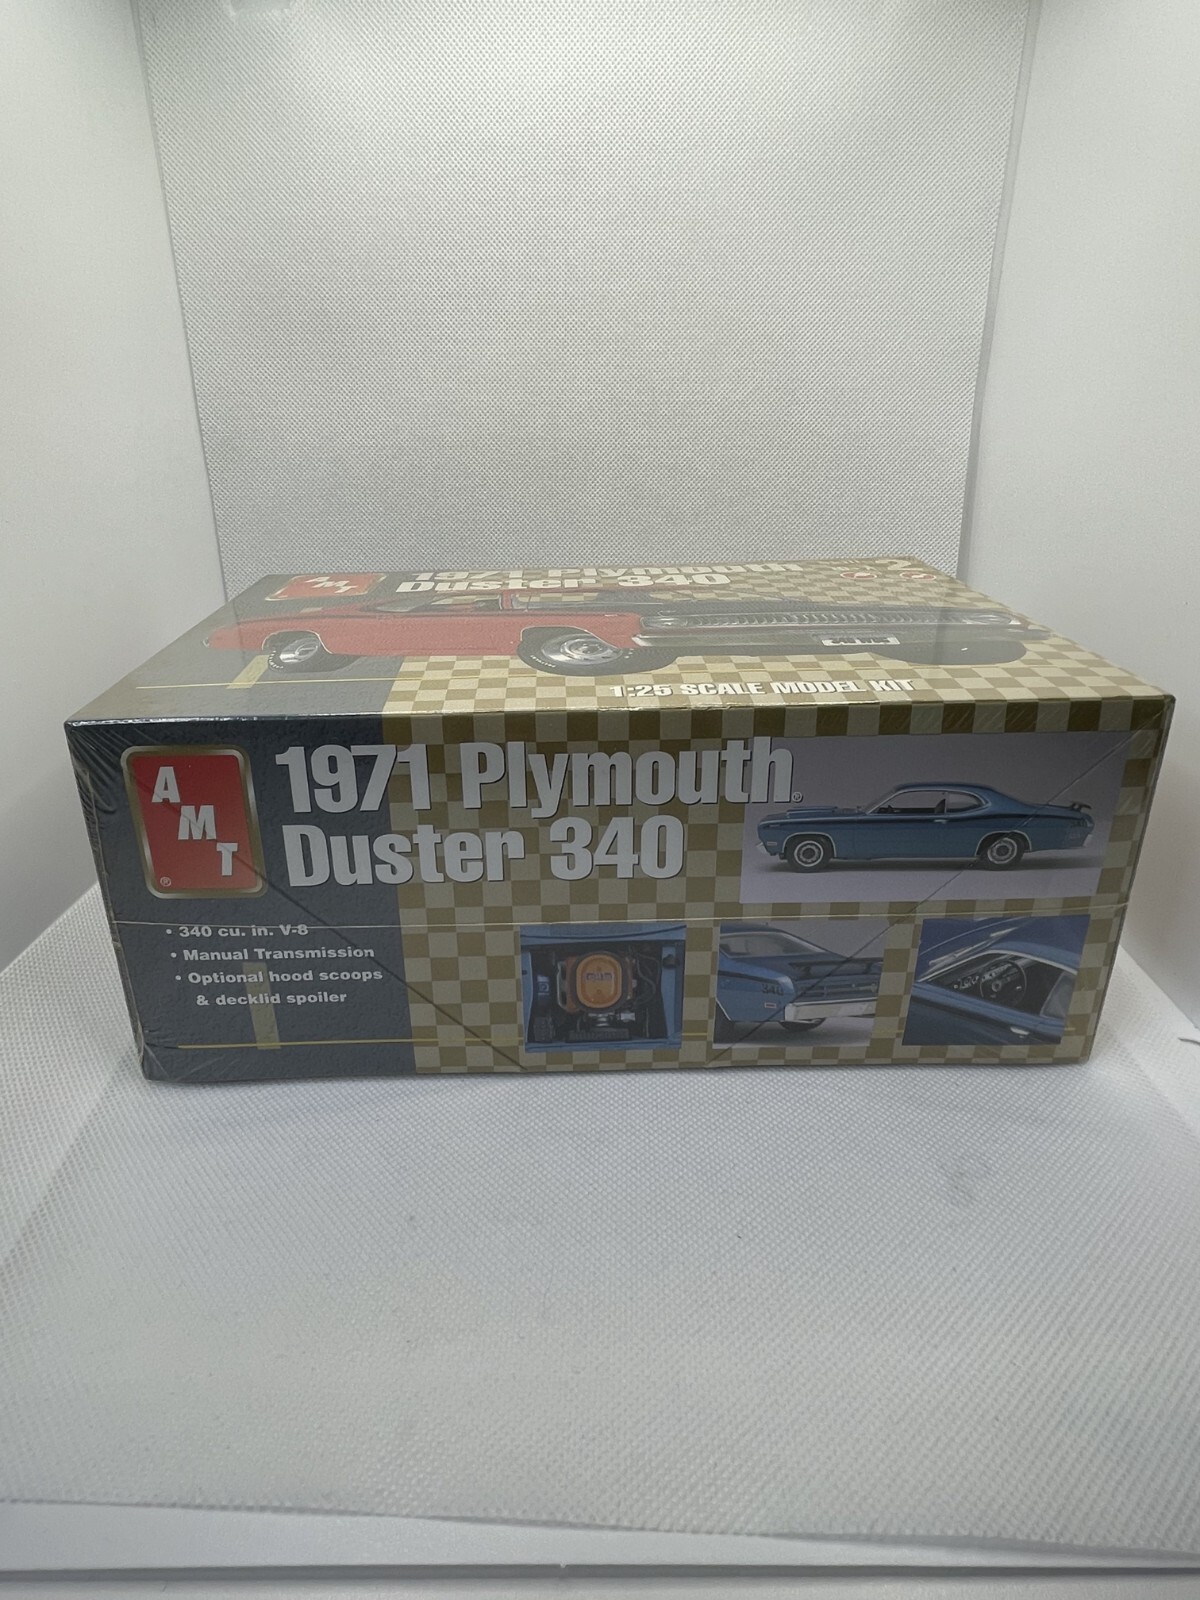 AMT
1971 Plymouth
Duster 340
2
1:25 SCALE MODEL KIT
AMT
®
1971 Plymouth®
Duster 340
• 340 cu. in. V-8
• Manual Transmission
• Optional hood scoops
& decklid spoiler
340